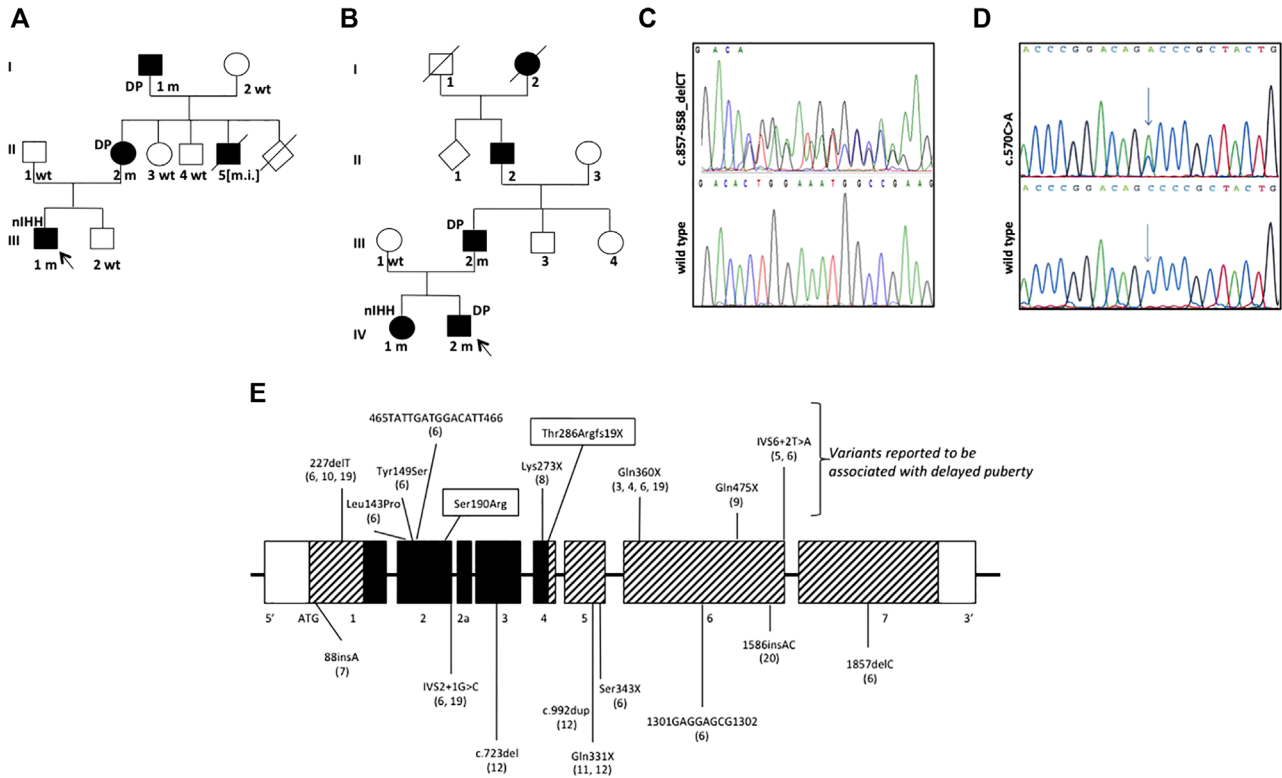 A
I
DP
1 m
2 wt
II
DP
1 wt
2 m
3 wt
4 wt
5[m.i.]
nIHH
III
1 m
2 wt
B
I
1
2
II
1
2
3
DP
III
1 wt
2 m
3
4
nIHH
DP
IV
1 m
2 m
C
c.857-858_delCT
G A C A
wild type
G A C A C T G G A A A T G G C C G A A G
D
c.570C>A
A C C C G G A C A G A C C C G C T A C T G
wild type
A C C C G G A C A G C C C C G C T A C T G
E
465TATTGATGGACATT466
(6)
Thr286Argfs19X
227delT
(6, 10, 19)
Tyr149Ser
(6)
Leu143Pro
(6)
Ser190Arg
Lys273X
(8)
Gln360X
(3, 4, 6, 19)
Gln475X
(9)
IVS6+2T>A
(5, 6)
Variants reported to be
associated with delayed puberty
5’ ATG 1 2 2a 3 4 5 6 7 3’
88insA
(7)
IVS2+1G>C
(6, 19)
c.723del
(12)
c.992dup
(12)
Gln331X
(11, 12)
Ser343X
(6)
1301GAGGAGCG1302
(6)
1586insAC
(20)
1857delC
(6)